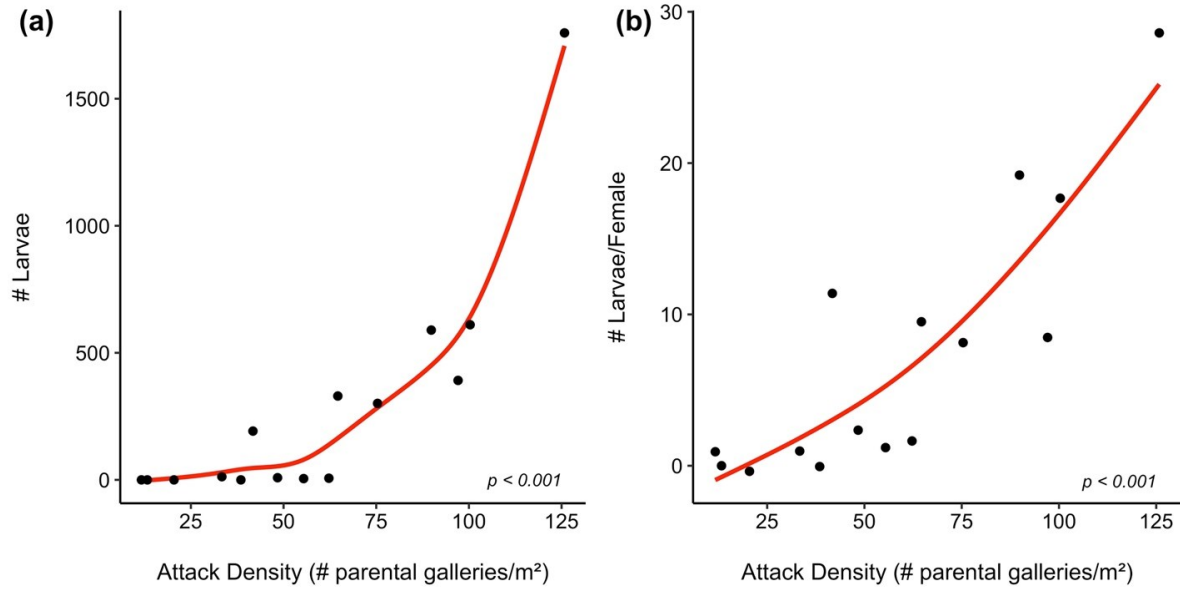 (a)
# Larvae
1500
1000
500
0
25 50 75 100 125
p < 0.001
Attack Density (# parental galleries/m²)
(b)
# Larvae/Female
30
20
10
0
25 50 75 100 125
p < 0.001
Attack Density (# parental galleries/m²)